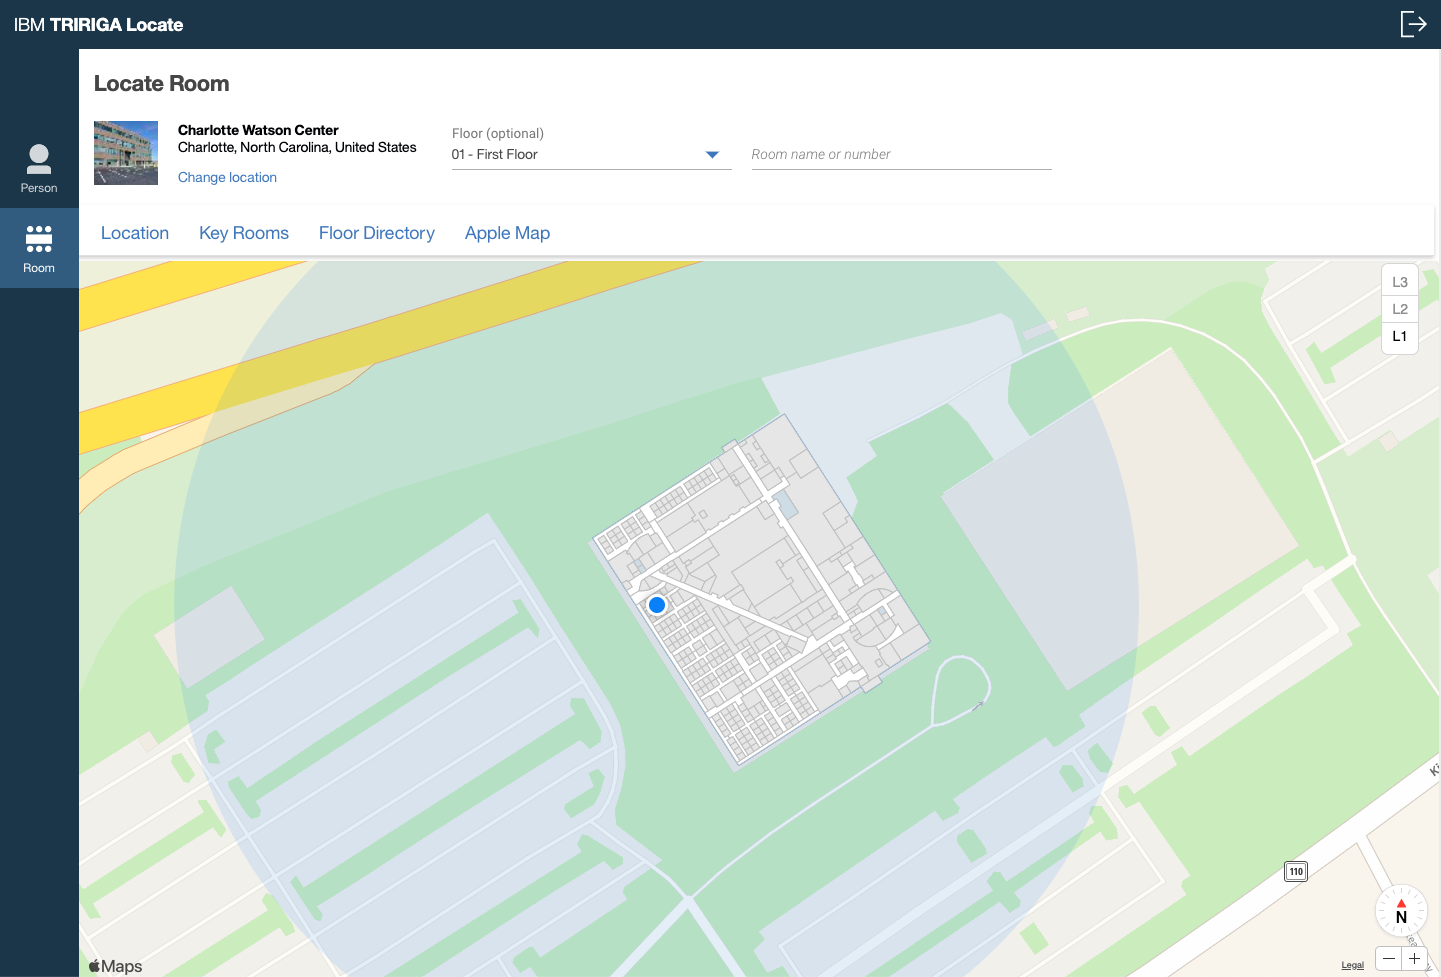 IBM TRIRIGA Locate
Locate Room
Charlotte Watson Center
Charlotte, North Carolina, United States
Change location
Floor (optional)
01 - First Floor
Room name or number
Person
Room
Location
Key Rooms
Floor Directory
Apple Map
L3
L2
L1
110
N
Maps
Legal